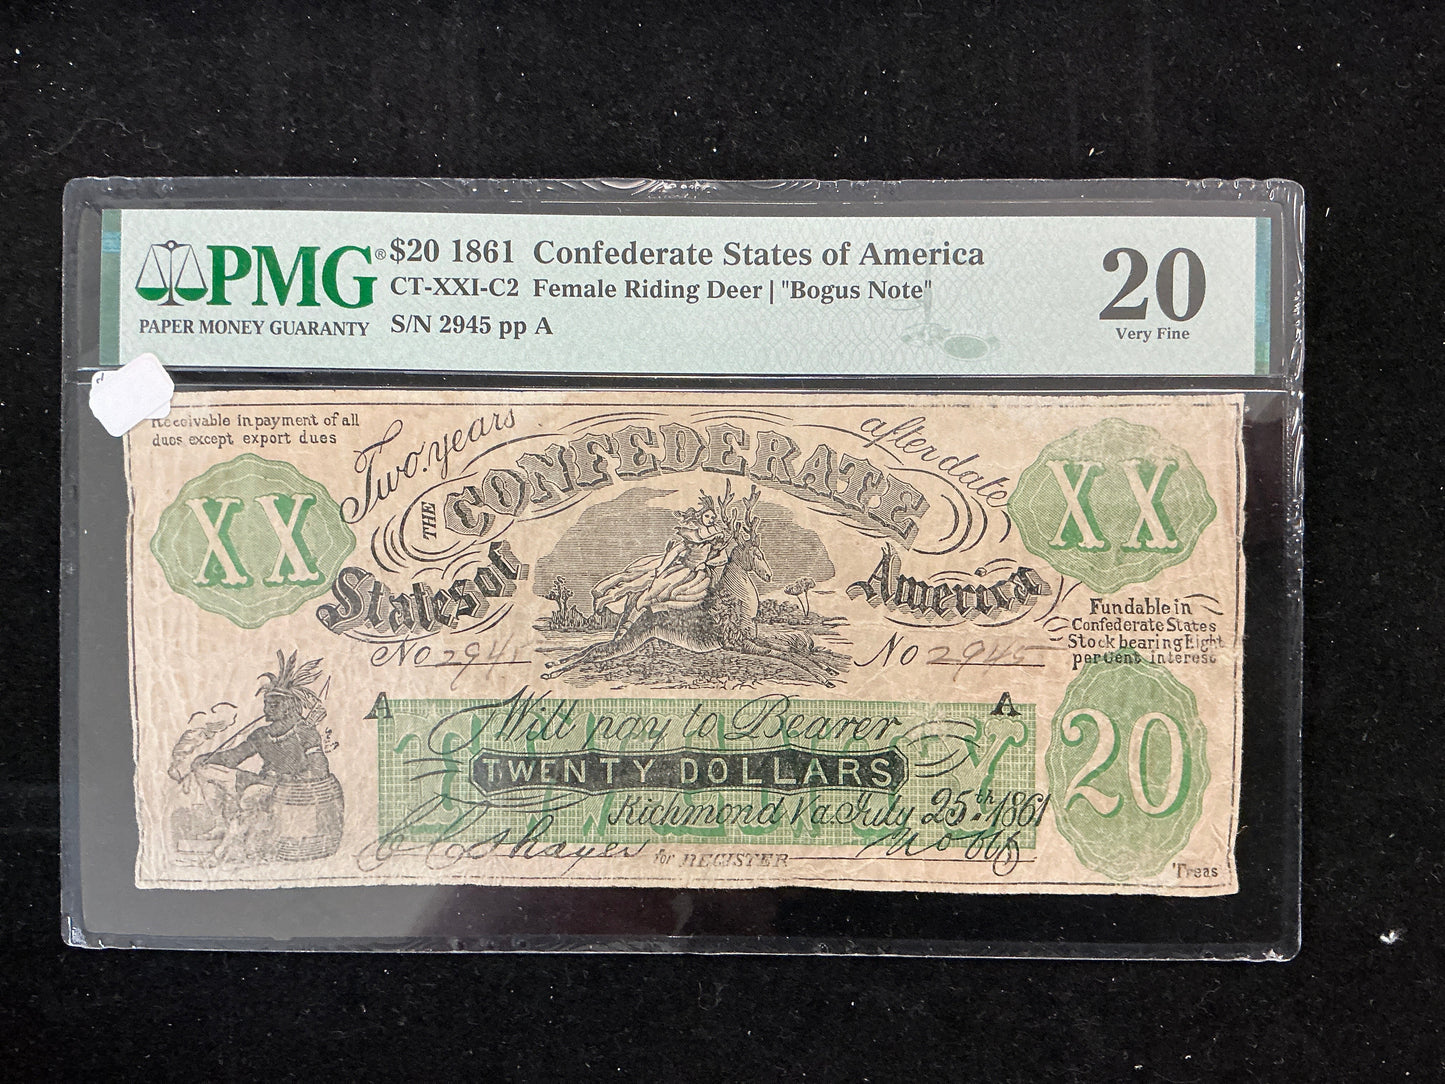 PMG®
PAPER MONEY GUARANTY
$20 1861 Confederate States of America
CT-XXI-C2 Female Riding Deer | "Bogus Note"
S/N 2945 pp A
20
Very Fine
Receivable in payment of all
dues except export dues
Two years
after date
THE CONFEDERATE
States of
America
XX
XX
Fundable in
Confederate States
Stock bearing Eight
per Cent Interest
No 2945
No 2945
A
A
Will pay to Bearer
TWENTY
TWENTY DOLLARS
Richmond Va. July 25th 1861
20
for REGISTER
Treas